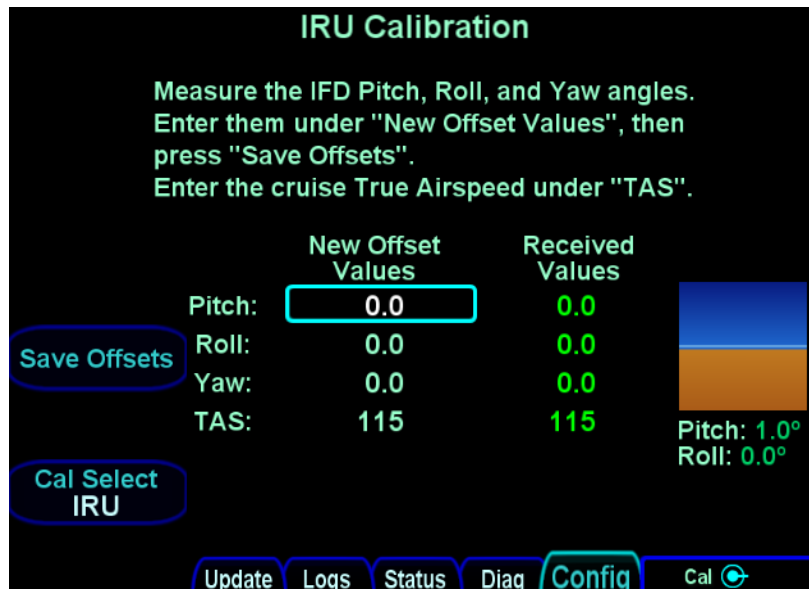 IRU Calibration
Measure the IFD Pitch, Roll, and Yaw angles.
Enter them under "New Offset Values", then
press "Save Offsets".
Enter the cruise True Airspeed under "TAS".
New Offset
Values
Received
Values
Pitch: 0.0 0.0
Roll: 0.0 0.0
Yaw: 0.0 0.0
TAS: 115 115
Save Offsets
Pitch: 1.0°
Roll: 0.0°
Cal Select
IRU
Update Logs Status Diag Config Cal